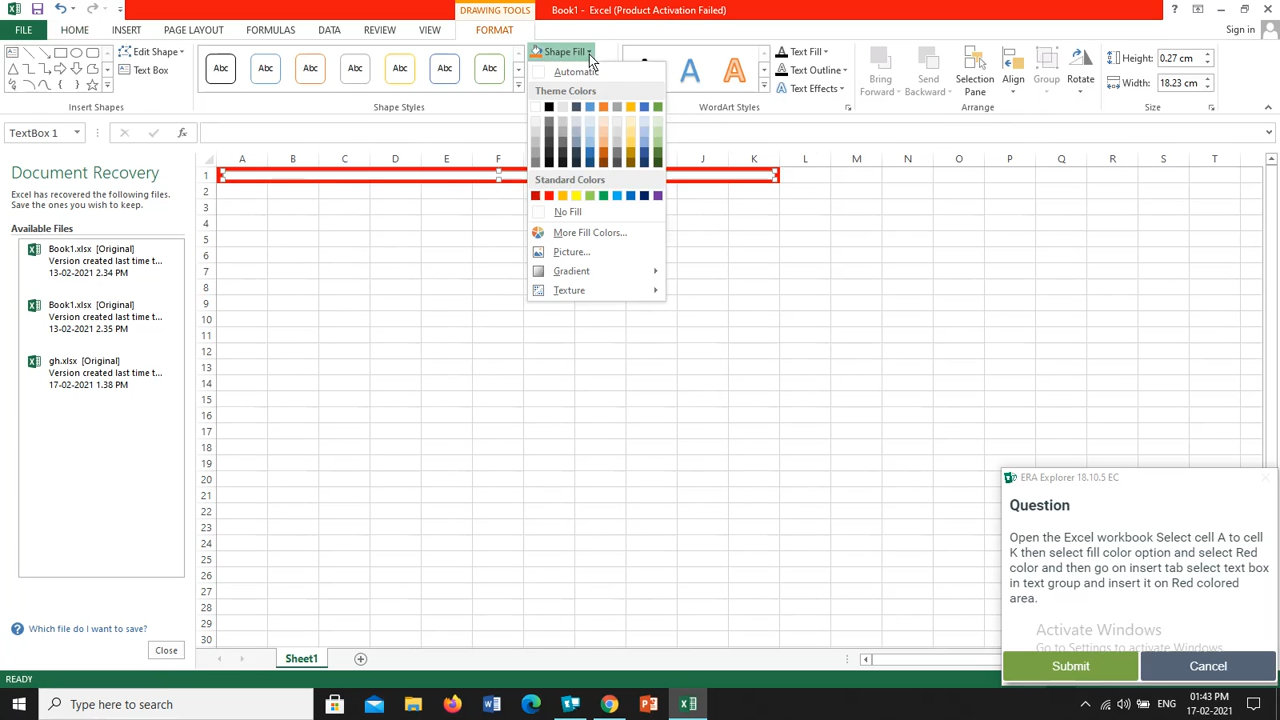 DRAWING TOOLS
Book1 - Excel (Product Activation Failed)
FILE HOME INSERT PAGE LAYOUT FORMULAS DATA REVIEW VIEW FORMAT Sign in
Edit Shape
Text Box
Insert Shapes
Abc Abc Abc Abc Abc Abc
Shape Styles
Shape Fill
A A
WordArt Styles
Text Fill
Text Outline
Text Effects
Bring Forward
Send Backward
Selection Pane
Align
Group
Rotate
Arrange
Height: 0.27 cm
Width: 18.23 cm
Size
Automatic
Theme Colors
Standard Colors
No Fill
More Fill Colors...
Picture...
Gradient
Texture
TextBox 1
fx
A B C D E F J K L M N O P Q R S T
1
2
3
4
5
6
7
8
9
10
11
12
13
14
15
16
17
18
19
20
21
22
23
24
25
26
27
28
29
30
Document Recovery
Excel has recovered the following files.
Save the ones you wish to keep.
Available Files
Book1.xlsx [Original]
Version created last time t...
13-02-2021 2.34 PM
Book1.xlsx [Original]
Version created last time t...
13-02-2021 2.35 PM
gh.xlsx [Original]
Version created last time t...
17-02-2021 1.38 PM
Which file do I want to save?
Close
Sheet1
READY
ERA Explorer 18.10.5 EC
Question
Open the Excel workbook Select cell A to cell
K then select fill color option and select Red
color and then go on insert tab select text box
in text group and insert it on Red colored
area.
Activate Windows
Go to Settings to activate Windows.
Submit
Cancel
Type here to search
ENG
01:43 PM
17-02-2021